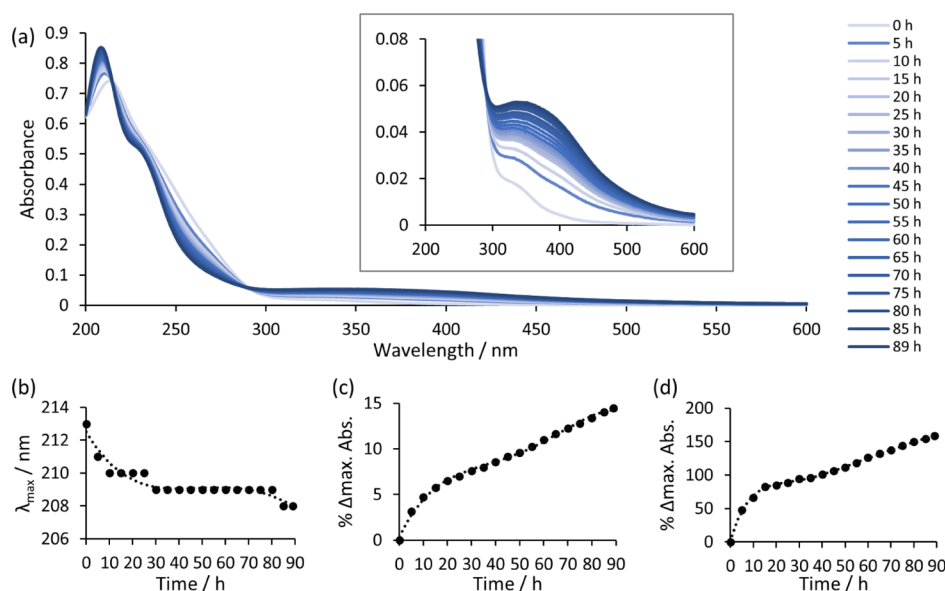 (a)
Absorbance
0.9
0.8
0.7
0.6
0.5
0.4
0.3
0.2
0.1
0
200 250 300 350 400 450 500 550 600
Wavelength / nm
0.08
0.06
0.04
0.02
0
200 300 400 500 600
0 h
5 h
10 h
15 h
20 h
25 h
30 h
35 h
40 h
45 h
50 h
55 h
60 h
65 h
70 h
75 h
80 h
85 h
89 h
(b)
λmax / nm
214
212
210
208
206
0 10 20 30 40 50 60 70 80 90
Time / h
(c)
% Δmax. Abs.
15
10
5
0
0 10 20 30 40 50 60 70 80 90
Time / h
(d)
% Δmax. Abs.
200
150
100
50
0
0 10 20 30 40 50 60 70 80 90
Time / h